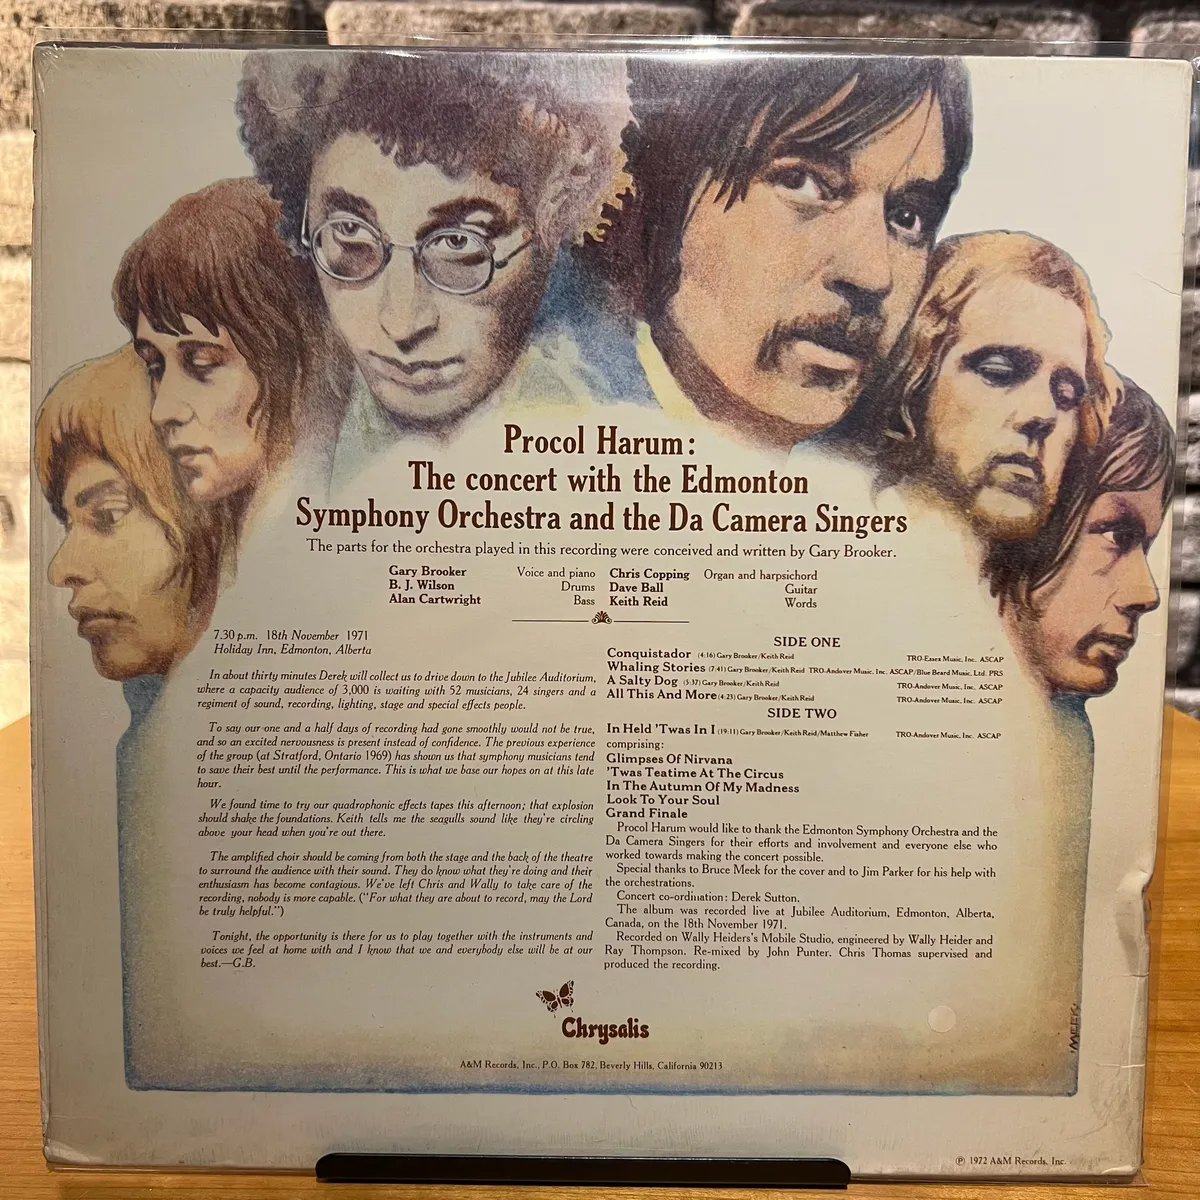 Procol Harum:
The concert with the Edmonton
Symphony Orchestra and the Da Camera Singers
The parts for the orchestra played in this recording were conceived and written by Gary Brooker.
Gary Brooker Voice and piano
B. J. Wilson Drums
Alan Cartwright Bass
Chris Copping Organ and harpsichord
Dave Ball Guitar
Keith Reid Words
7.30 p.m. 18th November 1971
Holiday Inn, Edmonton, Alberta
In about thirty minutes Derek will collect us to drive down to the Jubilee Auditorium,
where a capacity audience of 3,000 is waiting with 52 musicians, 24 singers and a
regiment of sound, recording, lighting, stage and special effects people.
To say our one and a half days of recording had gone smoothly would not be true,
and so an excited nervousness is present instead of confidence. The previous experience
of the group (at Stratford, Ontario 1969) has shown us that symphony musicians tend
to save their best until the performance. This is what we base our hopes on at this late
hour.
We found time to try our quadrophonic effects tapes this afternoon; that explosion
should shake the foundations. Keith tells me the seagulls sound like they're circling
above your head when you're out there.
The amplified choir should be coming from both the stage and the back of the theatre
to surround the audience with their sound. They do know what they're doing and their
enthusiasm has become contagious. We've left Chris and Wally to take care of the
recording, nobody is more capable. ("For what they are about to record, may the Lord
be truly helpful.")
Tonight, the opportunity is there for us to play together with the instruments and
voices we feel at home with and I know that we and everybody else will be at our
best.—G.B.
SIDE ONE
Conquistador (4:16) Gary Brooker/Keith Reid TRO-Essex Music, Inc. ASCAP
Whaling Stories (7:41) Gary Brooker/Keith Reid TRO-Andover Music, Inc. ASCAP/Blue Beard Music, Ltd. PRS
A Salty Dog (5:37) Gary Brooker/Keith Reid TRO-Andover Music, Inc. ASCAP
All This And More (4:23) Gary Brooker/Keith Reid TRO-Andover Music, Inc. ASCAP
SIDE TWO
In Held 'Twas In I (19:11) Gary Brooker/Keith Reid/Matthew Fisher TRO-Andover Music, Inc. ASCAP
comprising:
Glimpses Of Nirvana
'Twas Teatime At The Circus
In The Autumn Of My Madness
Look To Your Soul
Grand Finale
Procol Harum would like to thank the Edmonton Symphony Orchestra and the
Da Camera Singers for their efforts and involvement and everyone else who
worked towards making the concert possible.
Special thanks to Bruce Meek for the cover and to Jim Parker for his help with
the orchestrations.
Concert co-ordination: Derek Sutton.
The album was recorded live at Jubilee Auditorium, Edmonton, Alberta,
Canada, on the 18th November 1971.
Recorded on Wally Heiders's Mobile Studio, engineered by Wally Heider and
Ray Thompson. Re-mixed by John Punter. Chris Thomas supervised and
produced the recording.
Chrysalis
'MEEK'
A&M Records, Inc., P.O. Box 782, Beverly Hills, California 90213
℗ 1972 A&M Records, Inc.